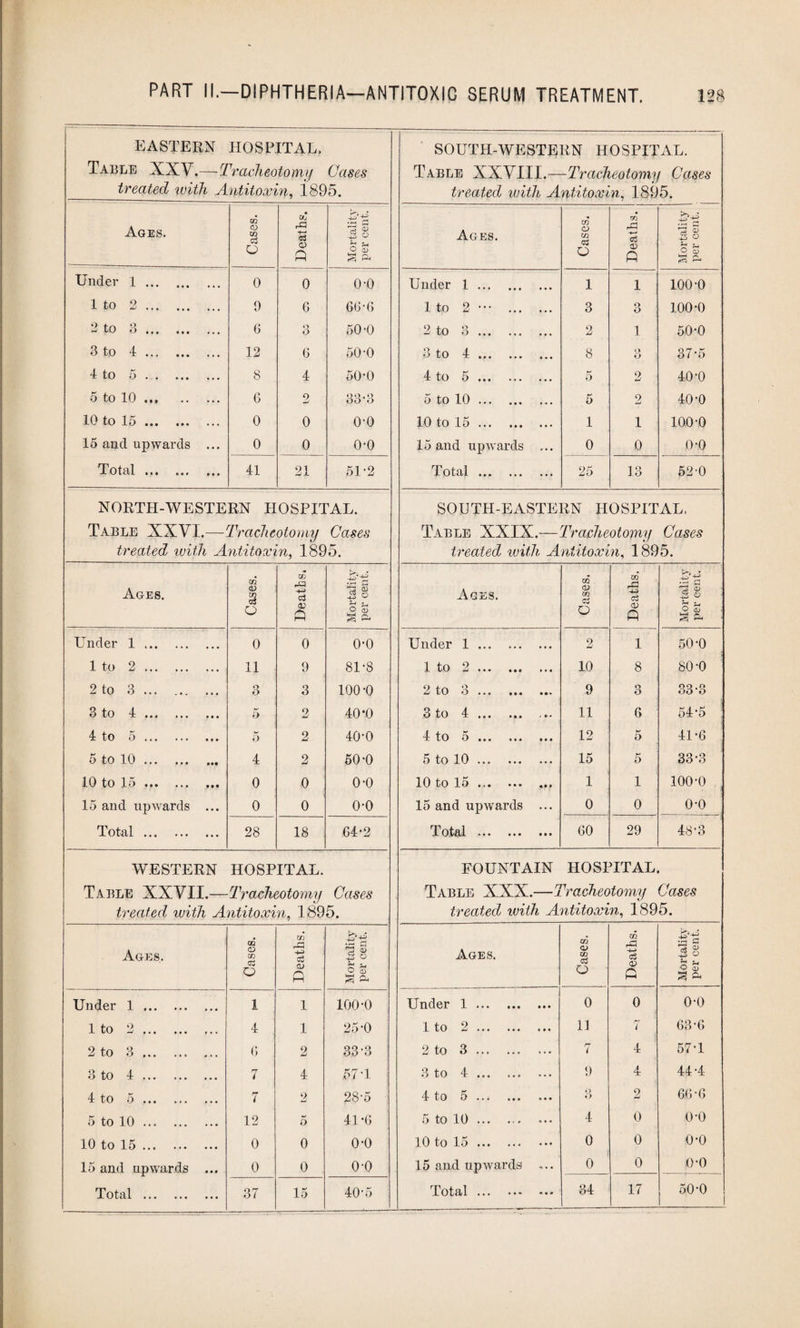 PART II.—DIPHTHERIA—ANTITOXIC SERUM TREATMENT. 128
EASTERN HOSPITAL.
TABLE XXV.—Tracheotomy Cases
treated with Antitoxin, 1895.
AGES. Cases. Deaths. Mortality per cent.
Under 1 ... ... ... 0 0 0·0
1 to 2 ... ... ... 9 6 66·6
2 to 3 ... ... ... 6 3 50·0
3 to 4 ... ... ... 12 6 50·0
4 to 5 . . ... ... 8 4 50·0
5 to 10 ... .. ... 6 2 33·3
10 to 15 ... ... ... 0 0 0·0
15 and upwards ... 0 0 0·0
Total ... ... ... 41 21 51·2
NORTH-WESTERN HOSPITAL.
TABLE XXVI.—Tracheotomy Cases
treated with Antitoxin, 1895.
AGES. Cases. Deaths. Mortality per cent.
Under 1 ... ... ... 0 0 0·0
1 to 2 ... ... ... 11 9 81·8
2 to 3 ... ... ... 3 3 100·0
3 to 4 ... ... ... 5 2 40·0
4 to 5 ... ... ... 5 2 40·0
5 to 10 ... ... ... 4 2 50·0
10 to 15 ... ... ... 0 0 0·0
15 and upwards ... 0 0 0·0
Total ... ... ... 28 18 64·2
WESTERN HOSPITAL.
TABLE XXVII.—Tracheotomy Cases
treated with Antitoxin, 1895.
AGES. Cases. Deaths. Mortality per cent.
Under 1 ... ... ... 1 1 100·0
1 to 2 ... ... ... 4 1 25·0
2 to 3 ... ... ... 6 2 33·3
3 to 4 ... ... ... 7 4 57·1
4 to 5 ... ... ... 7 2 28·5
5 to 10 ... ... ... 12 5 41·6
10 to 15 ... ... ... 0 0 0·0
15 and upwards ... 0 0 0·0
Total ... ... ... 37 15 40·5
SOUTH-WESTERN HOSPITAL.
TABLE XXVIII.—Tracheotomy Cases
treated with Antitoxin, 1895.
AGES. Cases. Deaths. Mortality per cent.
Under 1 ... ... ... 1 1 100·0
1 to 2 ... ... ... 3 3 100·0
2 to 3 ... ... ... 2 1 50·0
3 to 4 ... ... ... 8 3 37·5
4 to 5 ... ... ... 5 2 40·0
5 to 10 ... ... ... 5 2 40·0
10 to 15 ... ... ... 1 1 100·0
15 and upwards ... 0 0 0·0
Total ... ... ... 25 13 52·0
SOUTH-EASTERN HOSPITAL.
TABLE XXIX.—Tracheotomy Cases
treated with Antitoxin, 1895.
AGES. Cases. Deaths. Mortality per cent.
Under 1 ... ... ... 2 1 50·0
1 to 2 ... ... ... 10 8 80·0
2 to 3 ... ... ... 9 3 33·3
3 to 4 ... ... ... 11 6 54·5
4 to 5 ... ... ... 12 5 41·6
5 to 10 ... ... ... 15 5 33·3
10 to 15 ... ... ... 1 1 100·0
15 and upwards ... 0 0 0·0
Total ... ... ... 60 29 48·3
FOUNTAIN HOSPITAL.
TABLE XXX.—Tracheotomy Cases
treated with Antitoxin, 1895.
AGES. Cases. Deaths. Mortality per cent.
Under 1 ... ... ... 0 0 0·0
1 to 2 ... ... ... 11 7 63·6
2 to 3 ... ... ... 7 4 57·1
3 to 4 ... ... ... 9 4 44·4
4 to 5 ... ... ... 3 2 66·6
5 to 10 ... ... ... 4 0 0·0
10 to 15 ... ... ... 0 0 0·0
15 and upwards ... 0 0 0·0
Total ... ... ... 34 17 50·0